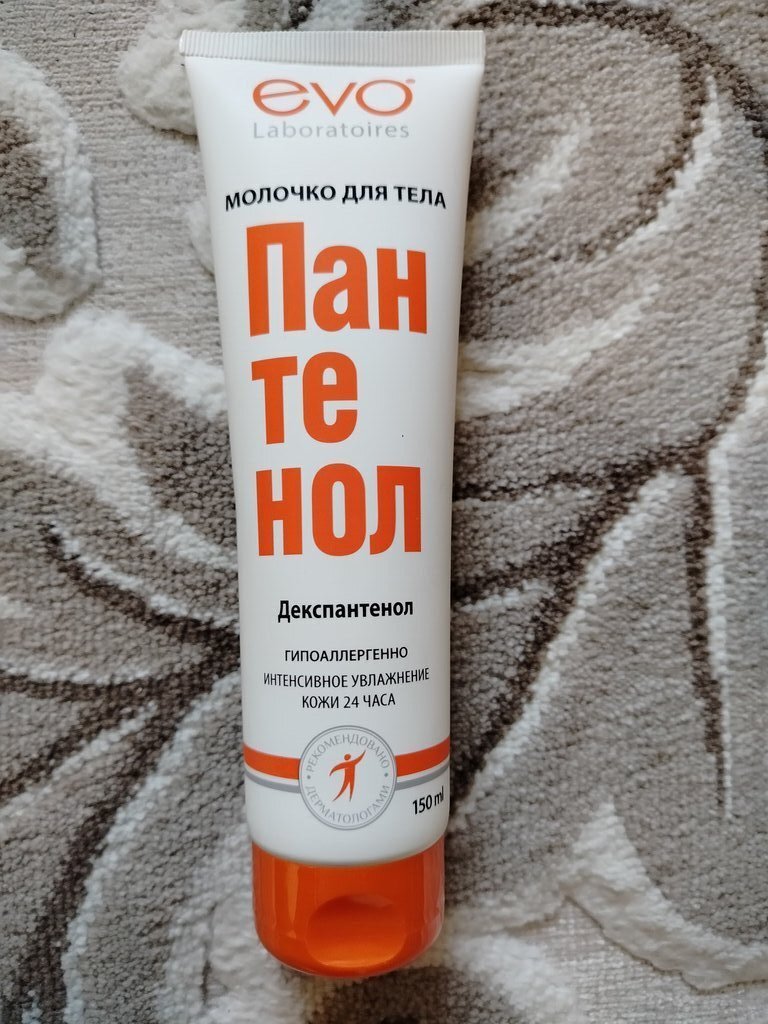 evo®
Laboratoires
МОЛОЧКО ДЛЯ ТЕЛА
Пан
те
нол
Декспантенол
ГИПОАЛЛЕРГЕННО
ИНТЕНСИВНОЕ УВЛАЖНЕНИЕ
КОЖИ 24 ЧАСА
• РЕКОМЕНДОВАНО •
ДЕРМАТОЛОГАМИ
150 ml